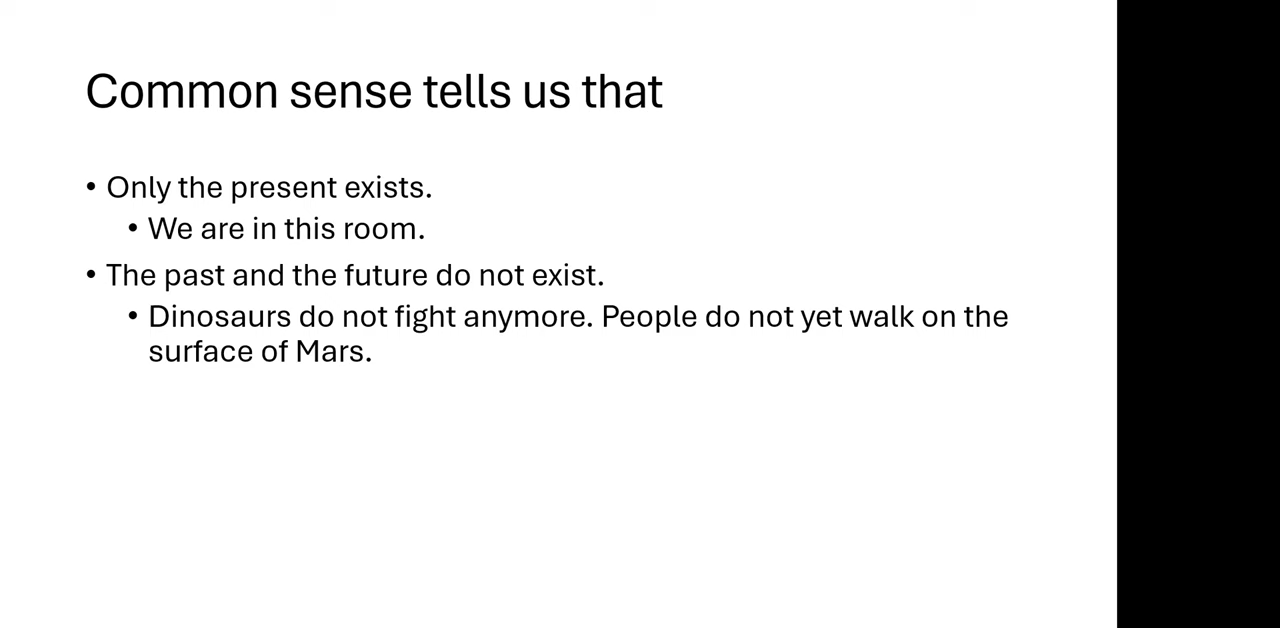 Common sense tells us that
• Only the present exists.
• We are in this room.
• The past and the future do not exist.
• Dinosaurs do not fight anymore. People do not yet walk on the
surface of Mars.